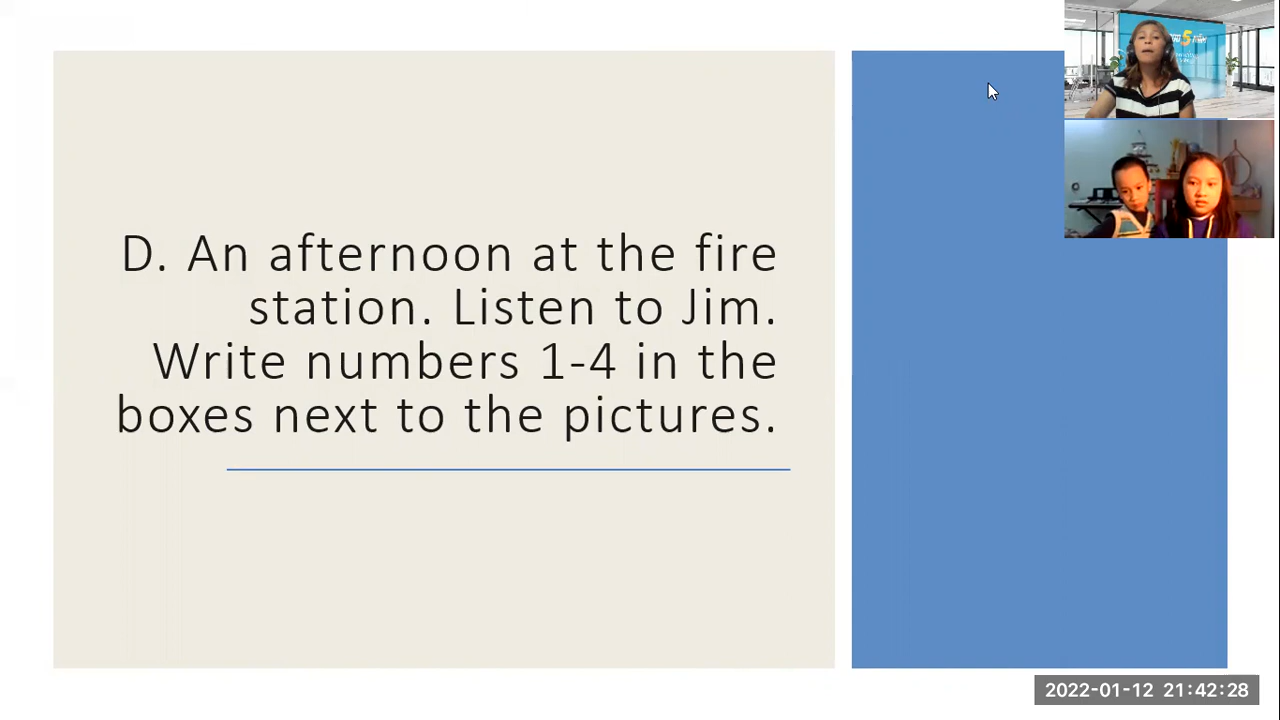 D. An afternoon at the fire
station. Listen to Jim.
Write numbers 1-4 in the
boxes next to the pictures.
2022-01-12 21:42:28